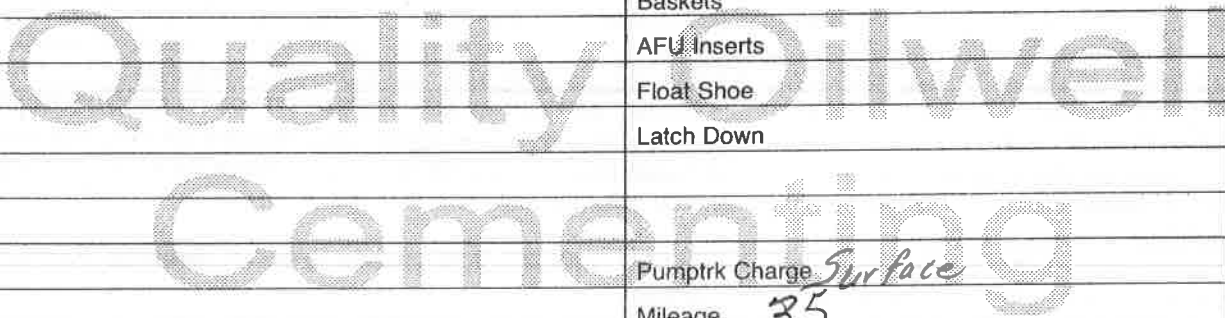 Baskets
AFU Inserts
Float Shoe
Latch Down
Quality Oilwell
Cementing
Pumptrk Charge Surface
Mileage 35